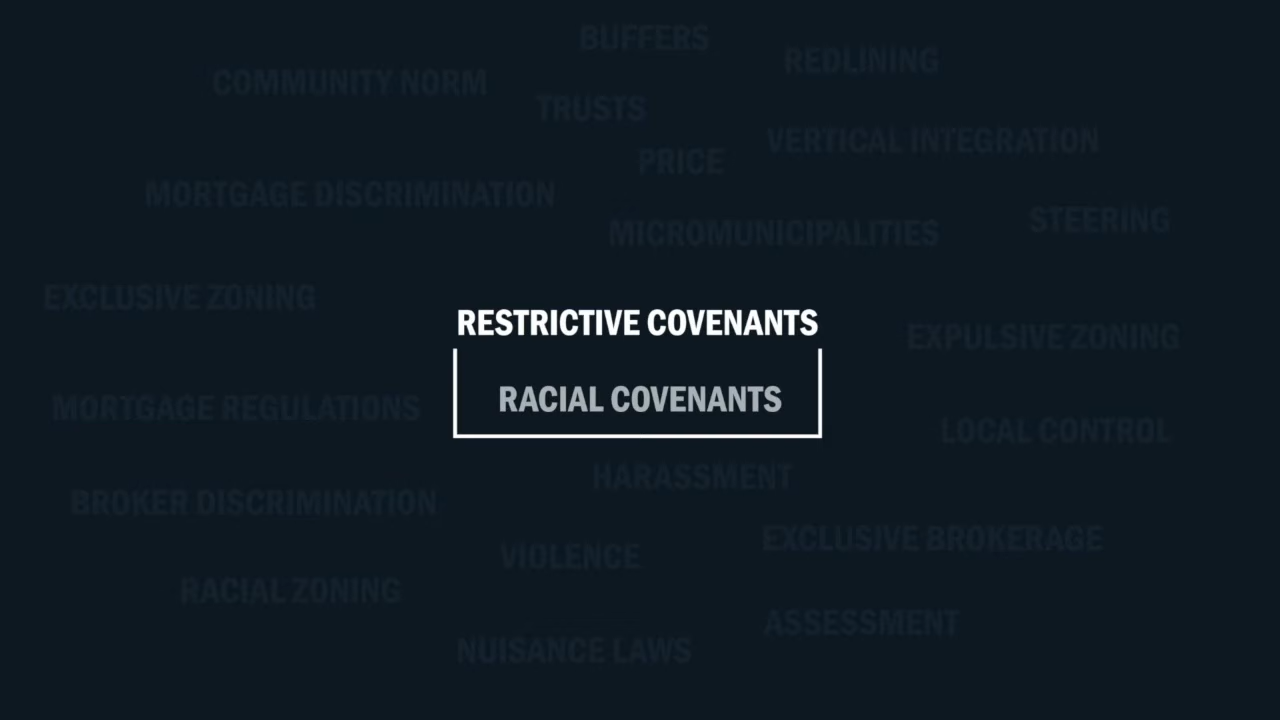 BUFFERS
REDLINING
COMMUNITY NORM
TRUSTS
VERTICAL INTEGRATION
PRICE
MORTGAGE DISCRIMINATION
STEERING
MICROMUNICIPALITIES
EXCLUSIVE ZONING
RESTRICTIVE COVENANTS
EXPULSIVE ZONING
RACIAL COVENANTS
MORTGAGE REGULATIONS
LOCAL CONTROL
HARASSMENT
BROKER DISCRIMINATION
EXCLUSIVE BROKERAGE
VIOLENCE
RACIAL ZONING
ASSESSMENT
NUISANCE LAWS